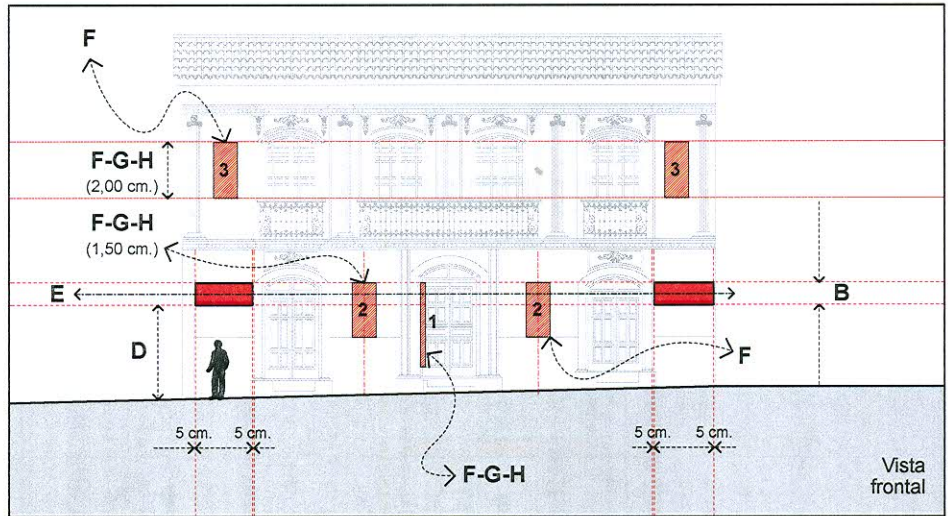 F
F-G-H
(2,00 cm.)
3
3
F-G-H
(1,50 cm.)
E
B
2
1
2
D
F
5 cm.
5 cm.
5 cm.
5 cm.
F-G-H
Vista
frontal